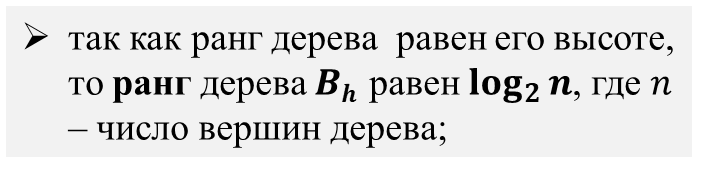 ➢ так как ранг дерева равен его высоте,
то ранг дерева 𝑩ₕ равен log₂ 𝒏, где 𝑛
– число вершин дерева;